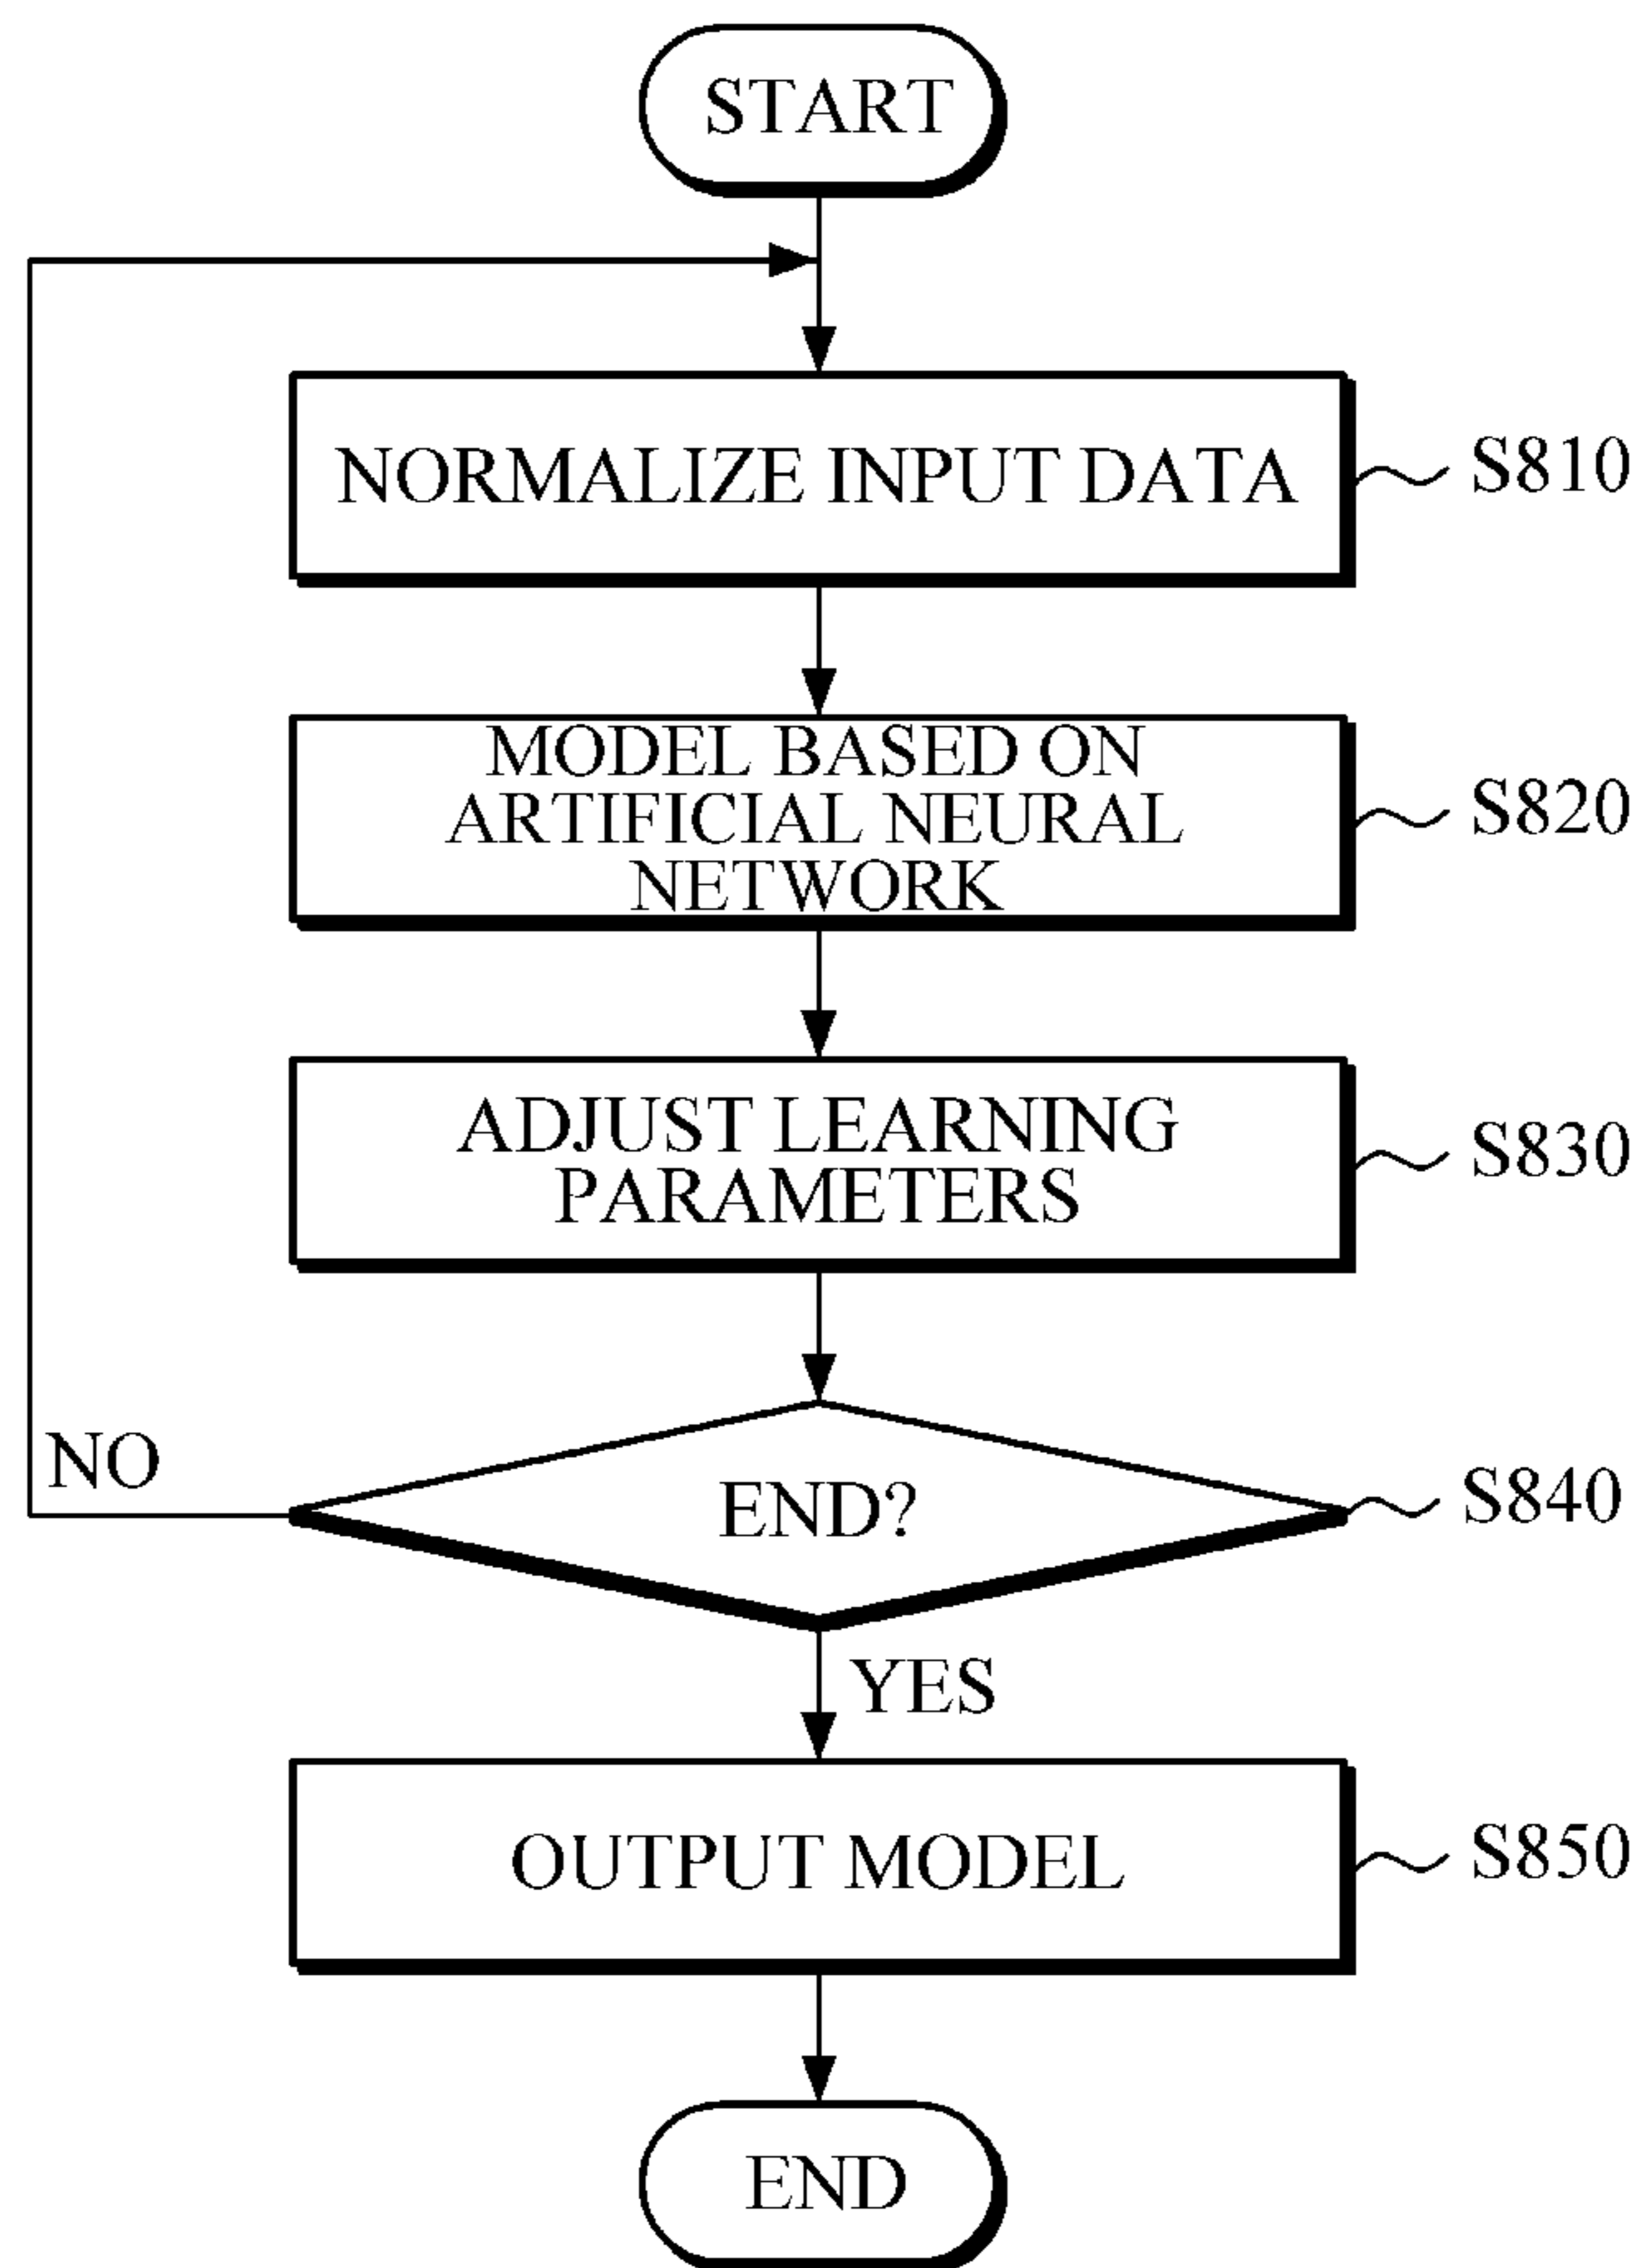 START
NORMALIZE INPUT DATA
S810
MODEL BASED ON
ARTIFICIAL NEURAL
NETWORK
S820
ADJUST LEARNING
PARAMETERS
S830
NO
END?
S840
YES
OUTPUT MODEL
S850
END